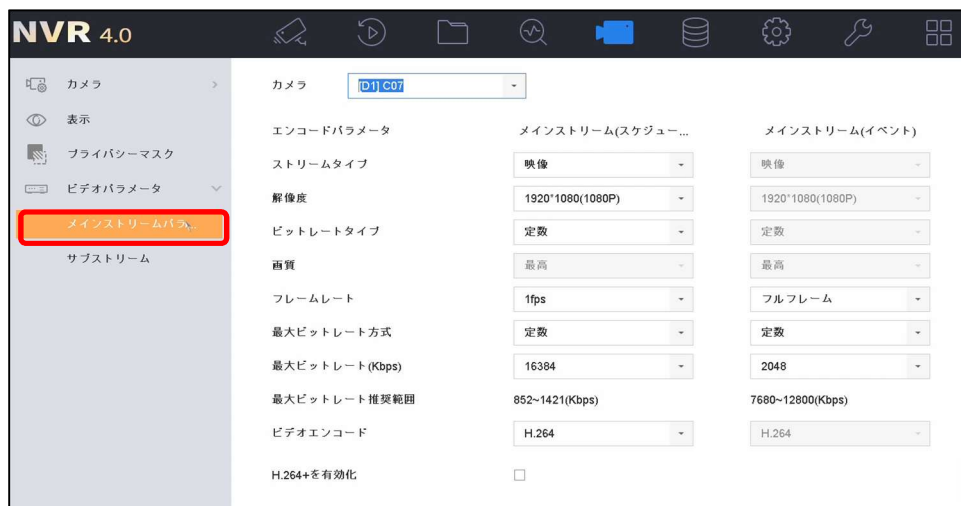 NVR 4.0
カメラ
表示
プライバシーマスク
ビデオパラメータ
メインストリームパラ...
サブストリーム
カメラ [D1] C07
エンコードパラメータ メインストリーム(スケジュー... メインストリーム(イベント)
ストリームタイプ 映像 映像
解像度 1920*1080(1080P) 1920*1080(1080P)
ビットレートタイプ 定数 定数
画質 最高 最高
フレームレート 1fps フルフレーム
最大ビットレート方式 定数 定数
最大ビットレート(Kbps) 16384 2048
最大ビットレート推奨範囲 852~1421(Kbps) 7680~12800(Kbps)
ビデオエンコード H.264 H.264
H.264+を有効化